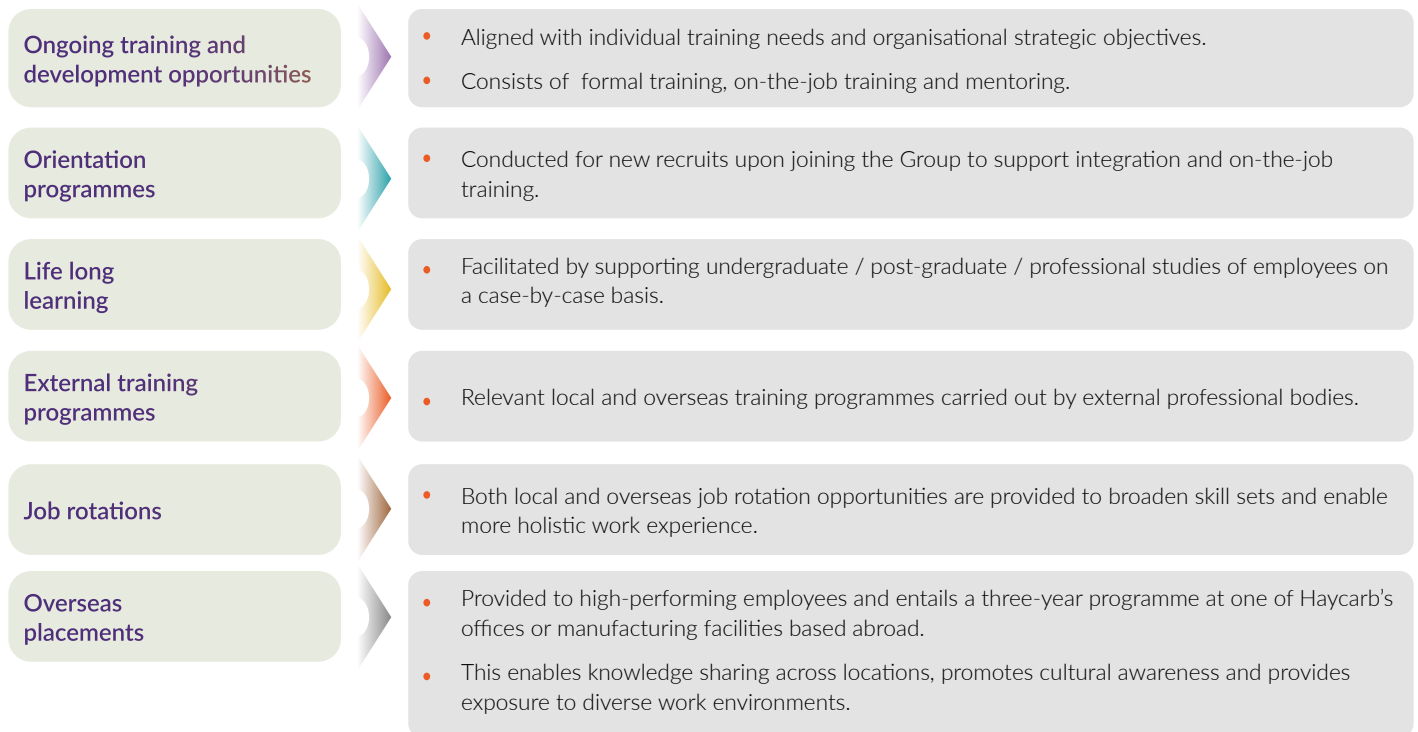 Ongoing training and
development opportunities
• Aligned with individual training needs and organisational strategic objectives.
• Consists of  formal training, on-the-job training and mentoring.
Orientation
programmes
• Conducted for new recruits upon joining the Group to support integration and on-the-job
training.
Life long
learning
• Facilitated by supporting undergraduate / post-graduate / professional studies of employees on
a case-by-case basis.
External training
programmes
• Relevant local and overseas training programmes carried out by external professional bodies.
Job rotations
• Both local and overseas job rotation opportunities are provided to broaden skill sets and enable
more holistic work experience.
Overseas
placements
• Provided to high-performing employees and entails a three-year programme at one of Haycarb’s
offices or manufacturing facilities based abroad.
• This enables knowledge sharing across locations, promotes cultural awareness and provides
exposure to diverse work environments.